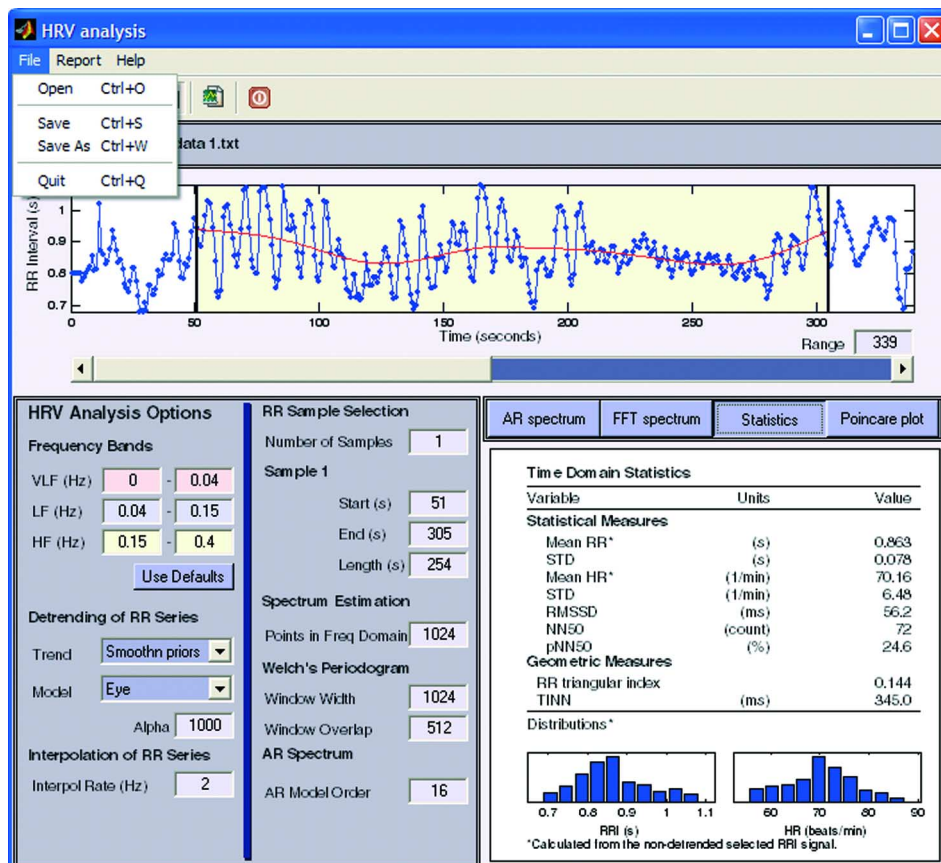 HRV analysis
File Report Help
Open Ctrl+O
Save Ctrl+S
Save As Ctrl+W
Quit Ctrl+Q
data 1.txt
RR Interval (s)
1
0.9
0.8
0.7
0 50 100 150 200 250 300
Time (seconds)
Range 339
HRV Analysis Options
Frequency Bands
VLF (Hz) 0 - 0.04
LF (Hz) 0.04 - 0.15
HF (Hz) 0.15 - 0.4
Use Defaults
Detrending of RR Series
Trend Smoothn priors
Model Eye
Alpha 1000
Interpolation of RR Series
Interpol Rate (Hz) 2
RR Sample Selection
Number of Samples 1
Sample 1
Start (s) 51
End (s) 305
Length (s) 254
Spectrum Estimation
Points in Freq Domain 1024
Welch's Periodogram
Window Width 1024
Window Overlap 512
AR Spectrum
AR Model Order 16
AR spectrum FFT spectrum Statistics Poincare plot
Time Domain Statistics
Variable Units Value
Statistical Measures
Mean RR* (s) 0.863
STD (s) 0.078
Mean HR* (1/min) 70.16
STD (1/min) 6.48
RMSSD (ms) 56.2
NN50 (count) 72
pNN50 (%) 24.6
Geometric Measures
RR triangular index 0.144
TINN (ms) 345.0
Distributions*
0.7 0.8 0.9 1 1.1
RRI (s)
60 70 80 90
HR (beats/min)
*Calculated from the non-detrended selected RRI signal.